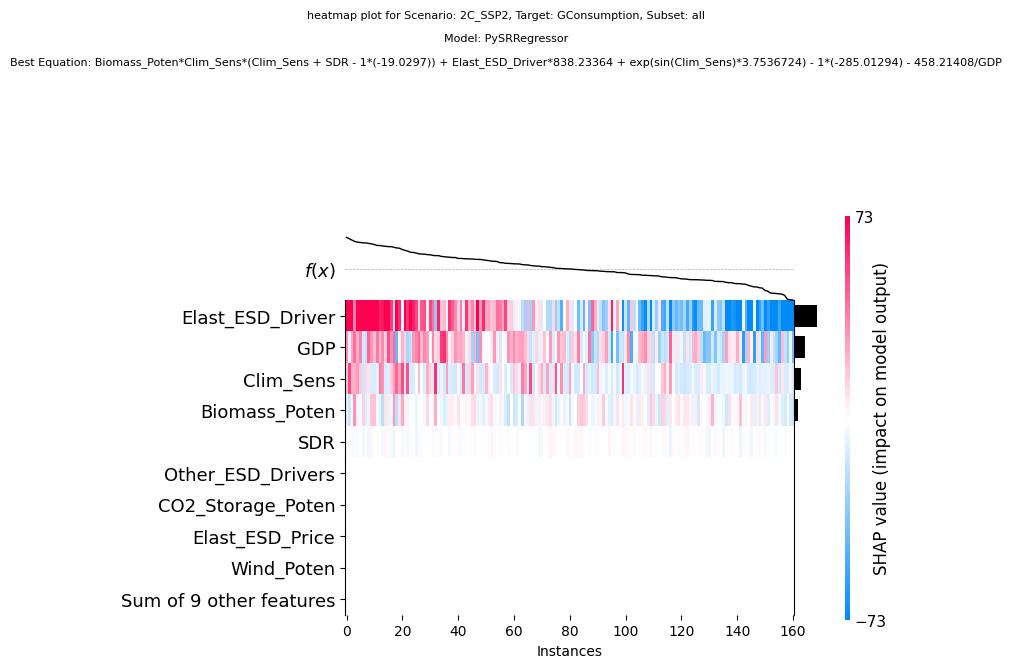 heatmap plot for Scenario: 2C_SSP2, Target: GConsumption, Subset: all
Model: PySRRegressor
Best Equation: Biomass_Poten*Clim_Sens*(Clim_Sens + SDR - 1*(-19.0297)) + Elast_ESD_Driver*838.23364 + exp(sin(Clim_Sens)*3.7536724) - 1*(-285.01294) - 458.21408/GDP
f(x)
Elast_ESD_Driver
GDP
Clim_Sens
Biomass_Poten
SDR
Other_ESD_Drivers
CO2_Storage_Poten
Elast_ESD_Price
Wind_Poten
Sum of 9 other features
0 20 40 60 80 100 120 140 160
Instances
73
SHAP value (impact on model output)
−73